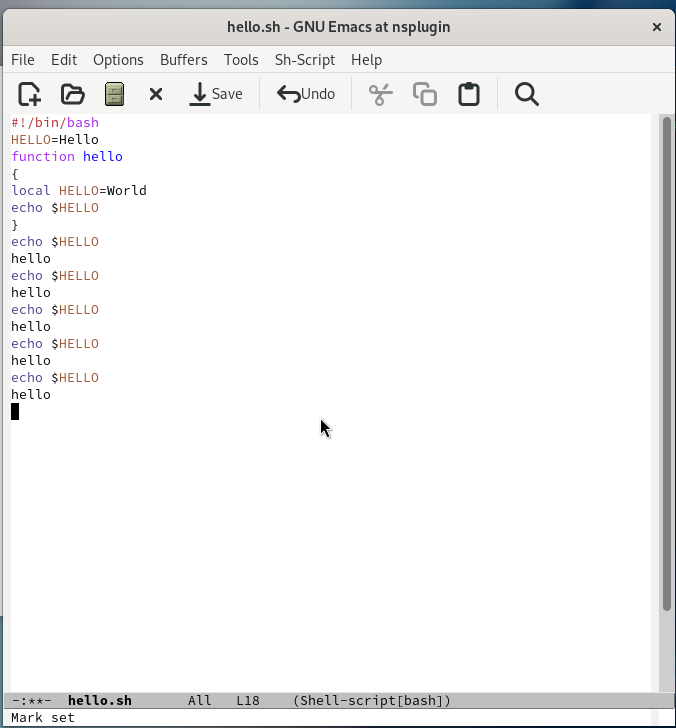 hello.sh - GNU Emacs at nsplugin
File Edit Options Buffers Tools Sh-Script Help
Save Undo
#!/bin/bash
HELLO=Hello
function hello
{
local HELLO=World
echo $HELLO
}
echo $HELLO
hello
echo $HELLO
hello
echo $HELLO
hello
echo $HELLO
hello
echo $HELLO
hello
-:**- hello.sh All L18 (Shell-script[bash])
Mark set